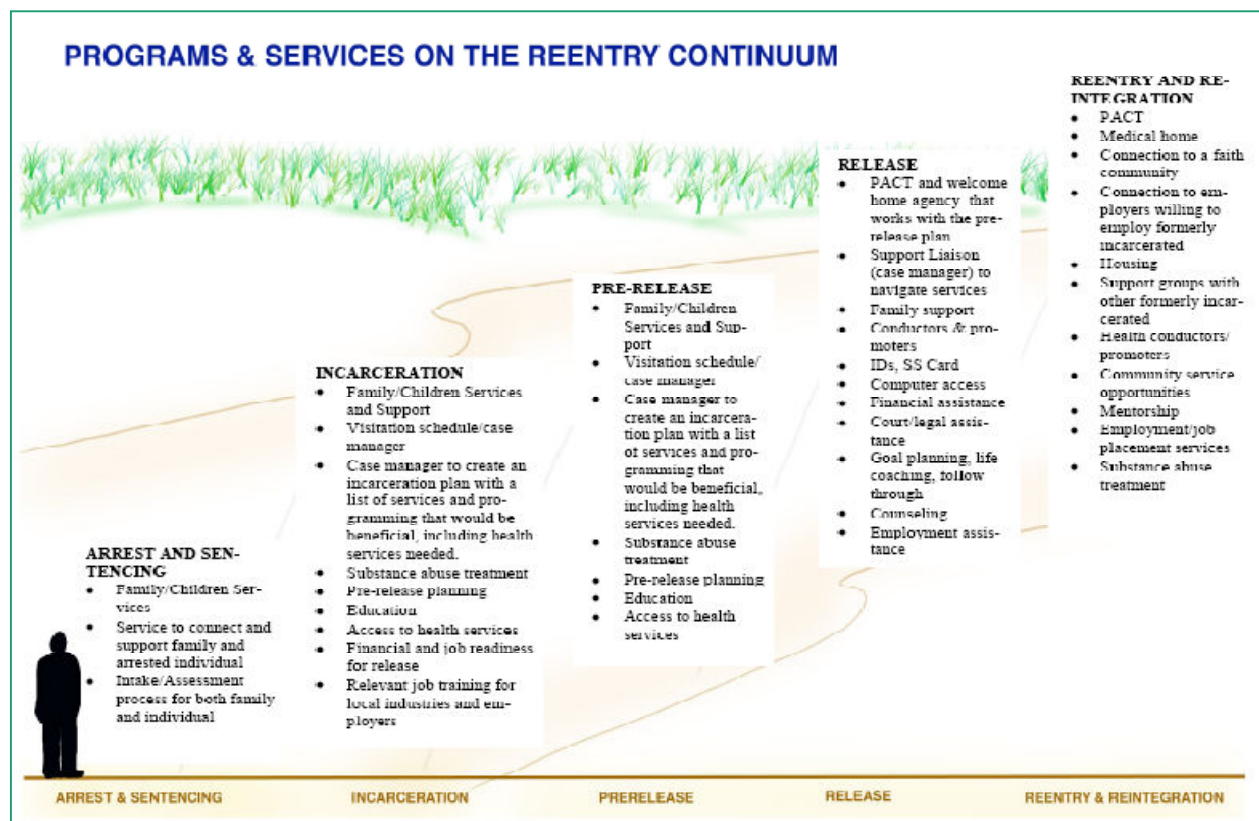 PROGRAMS & SERVICES ON THE REENTRY CONTINUUM
ARREST AND SEN-
TENCING
• Family/Children Ser-
vices
• Service to connect and
support family and
arrested individual
• Intake/Assessment
process for both family
and individual
INCARCERATION
• Family/Children Services
and Support
• Visitation schedule/case
manager
• Case manager to create an
incarceration plan with a
list of services and pro-
gramming that would be
beneficial, including health
services needed.
• Substance abuse treatment
• Pre-release planning
• Education
• Access to health services
• Financial and job readiness
for release
• Relevant job training for
local industries and em-
ployers
PRE-RELEASE
• Family/Children
Services and Sup-
port
• Visitation schedule/
case manager
• Case manager to
create an incarcera-
tion plan with a list
of services and pro-
gramming that
would be beneficial,
including health
services needed.
• Substance abuse
treatment
• Pre-release planning
• Education
• Access to health
services
RELEASE
• PACT and welcome
home agency that
works with the pre-
release plan
• Support Liaison
(case manager) to
navigate services
• Family support
• Conductors & pro-
moters
• IDs, SS Card
• Computer access
• Financial assistance
• Court/legal assis-
tance
• Goal planning, life
coaching, follow
through
• Counseling
• Employment assis-
tance
REENTRY AND RE-
INTEGRATION
• PACT
• Medical home
• Connection to a faith
community
• Connection to em-
ployers willing to
employ formerly
incarcerated
• Housing
• Support groups with
other formerly incar-
cerated
• Health conductors/
promoters
• Community service
opportunities
• Mentorship
• Employment/job
placement services
• Substance abuse
treatment
ARREST & SENTENCING
INCARCERATION
PRERELEASE
RELEASE
REENTRY & REINTEGRATION